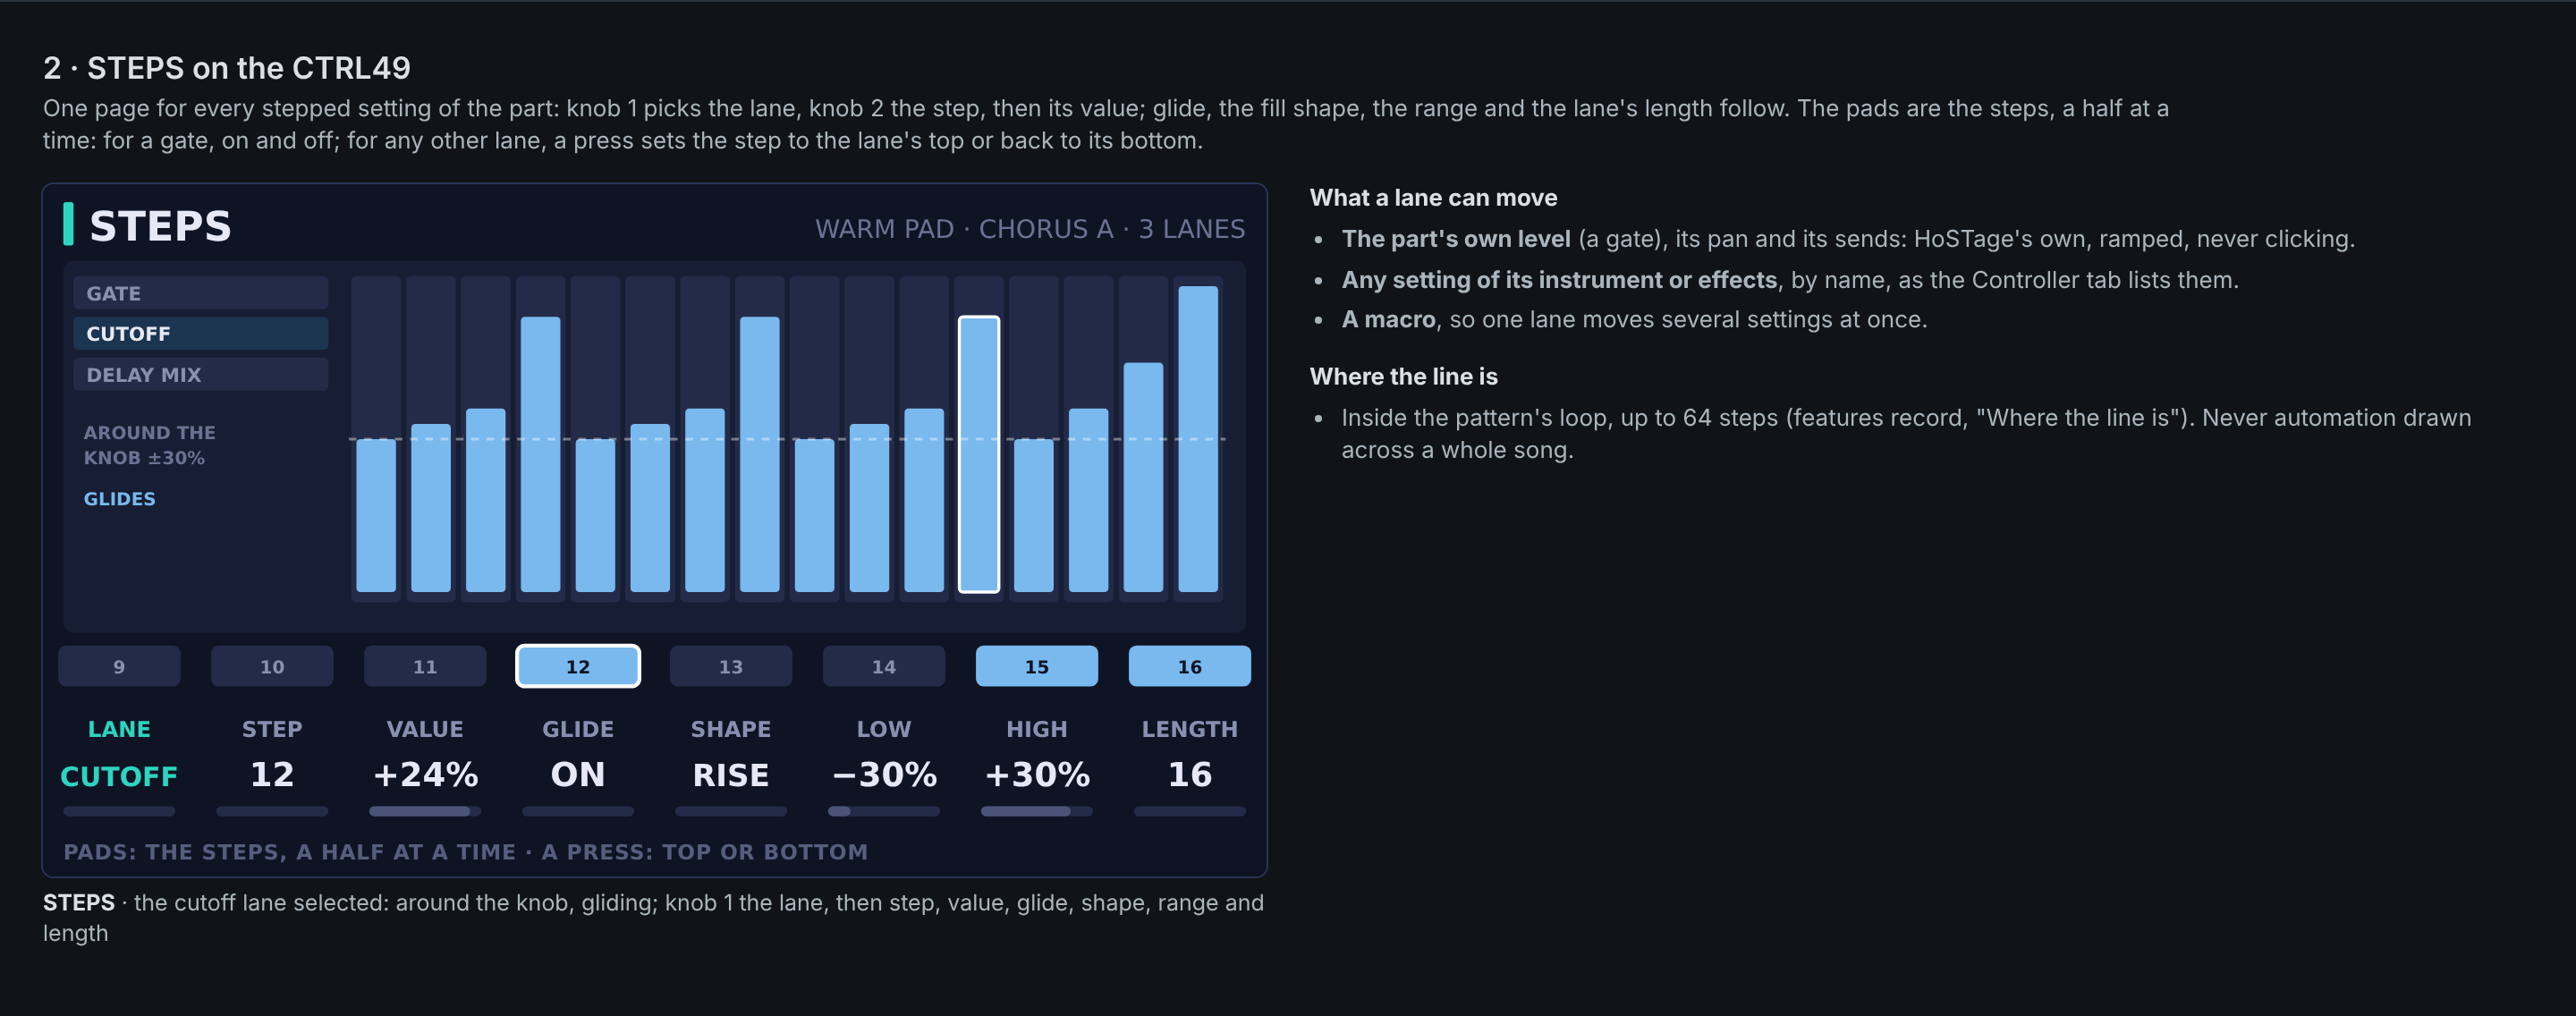 2 · STEPS on the CTRL49
One page for every stepped setting of the part: knob 1 picks the lane, knob 2 the step, then its value; glide, the fill shape, the range and the lane's length follow. The pads are the steps, a half at a
time: for a gate, on and off; for any other lane, a press sets the step to the lane's top or back to its bottom.
STEPS
WARM PAD · CHORUS A · 3 LANES
GATE
CUTOFF
DELAY MIX
AROUND THE
KNOB ±30%
GLIDES
9 10 11 12 13 14 15 16
LANE STEP VALUE GLIDE SHAPE LOW HIGH LENGTH
CUTOFF 12 +24% ON RISE −30% +30% 16
PADS: THE STEPS, A HALF AT A TIME · A PRESS: TOP OR BOTTOM
STEPS · the cutoff lane selected: around the knob, gliding; knob 1 the lane, then step, value, glide, shape, range and
length
What a lane can move
• The part's own level (a gate), its pan and its sends: HoSTage's own, ramped, never clicking.
• Any setting of its instrument or effects, by name, as the Controller tab lists them.
• A macro, so one lane moves several settings at once.
Where the line is
• Inside the pattern's loop, up to 64 steps (features record, "Where the line is"). Never automation drawn
across a whole song.